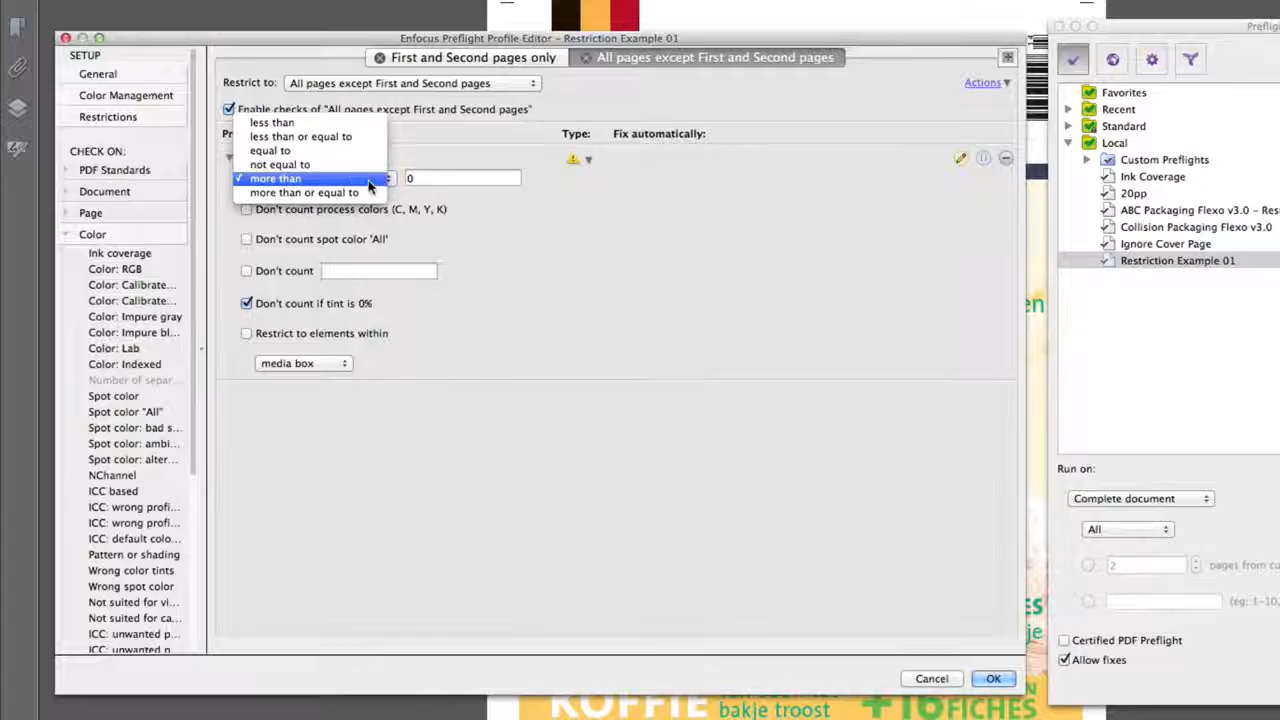 Enfocus Preflight Profile Editor - Restriction Example 01
SETUP
General
Color Management
Restrictions
CHECK ON:
PDF Standards
Document
Page
Color
Ink coverage
Color: RGB
Color: Calibrate...
Color: Calibrate...
Color: Impure gray
Color: Impure bl...
Color: Lab
Color: Indexed
Number of separ...
Spot color
Spot color "All"
Spot color: bad s...
Spot color: ambi...
Spot color: alter...
NChannel
ICC based
ICC: wrong profi...
ICC: wrong profi...
ICC: default colo...
Pattern or shading
Wrong color tints
Wrong spot color
Not suited for vi...
Not suited for ca...
ICC: unwanted p...
ICC: unwanted p
First and Second pages only
All pages except First and Second pages
Restrict to: All pages except First and Second pages
Actions
Enable checks of "All pages except First and Second pages"
less than
less than or equal to
equal to
not equal to
more than
more than or equal to
Type: Fix automatically:
0
Don't count process colors (C, M, Y, K)
Don't count spot color 'All'
Don't count
Don't count if tint is 0%
Restrict to elements within
media box
Cancel
OK
Favorites
Recent
Standard
Local
Custom Preflights
Ink Coverage
20pp
ABC Packaging Flexo v3.0 - Res
Collision Packaging Flexo v3.0
Ignore Cover Page
Restriction Example 01
Run on:
Complete document
All
2 pages from cu
(eg: 1-10,
Certified PDF Preflight
Allow fixes
KOFFIE
bakje troost
+16
FICHES